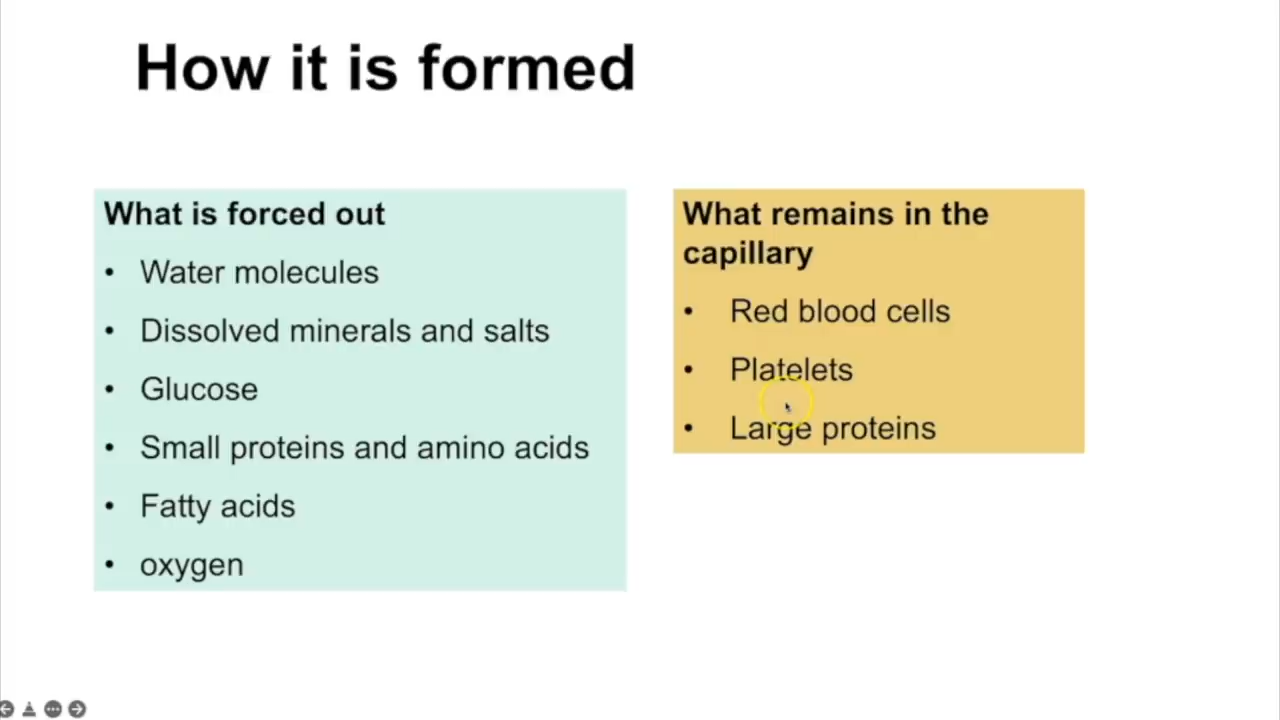 How it is formed
What is forced out
• Water molecules
• Dissolved minerals and salts
• Glucose
• Small proteins and amino acids
• Fatty acids
• oxygen
What remains in the
capillary
• Red blood cells
• Platelets
• Large proteins